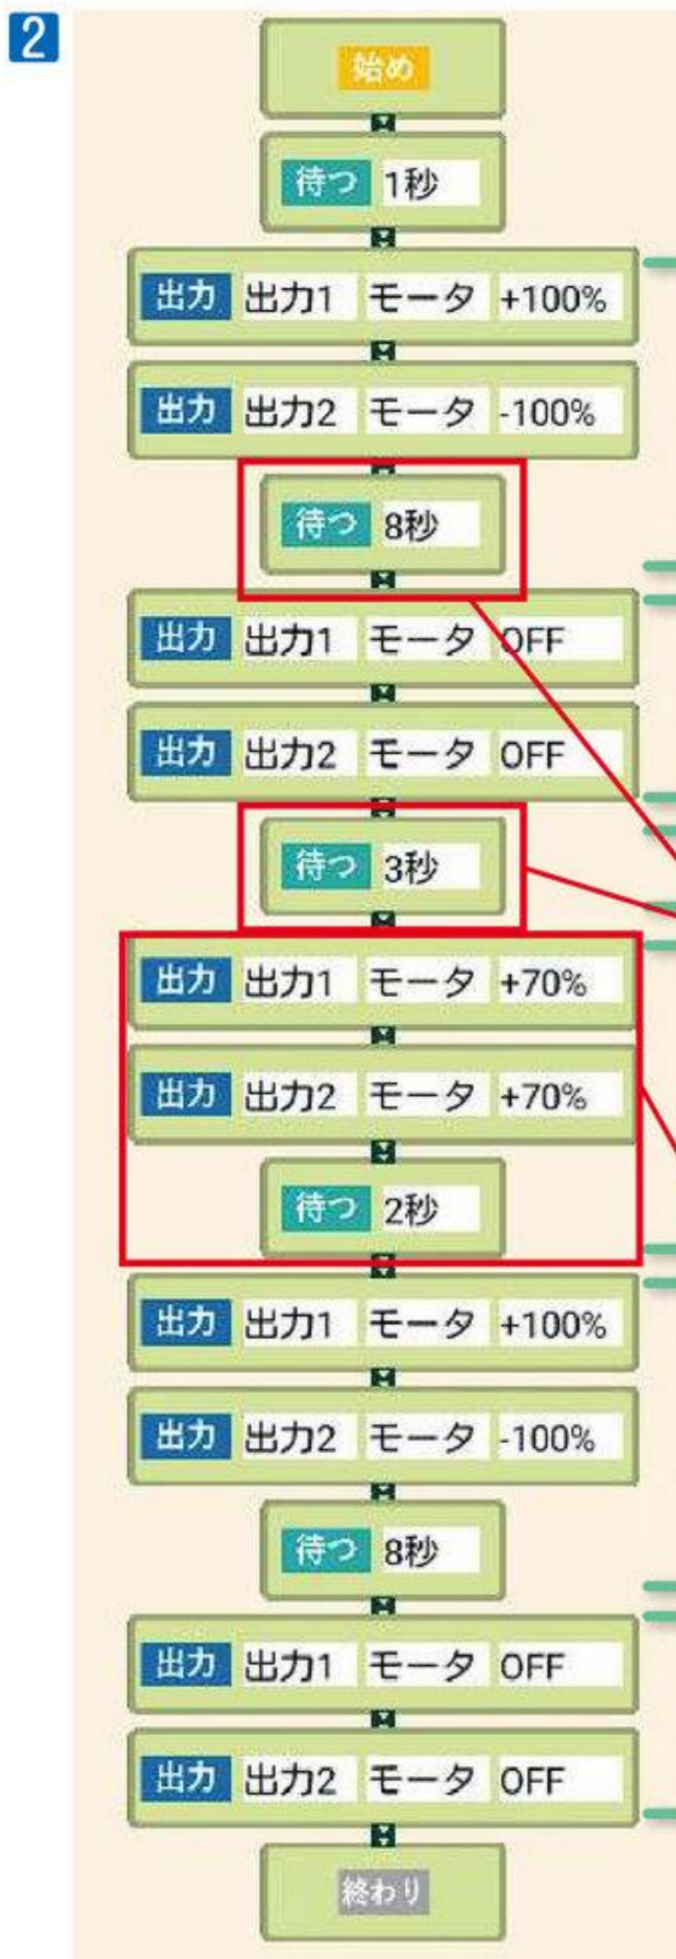 2
始め
待つ 1秒
出力 出力1 モータ +100%
出力 出力2 モータ -100%
待つ 8秒
出力 出力1 モータ OFF
出力 出力2 モータ OFF
待つ 3秒
出力 出力1 モータ +70%
出力 出力2 モータ +70%
待つ 2秒
出力 出力1 モータ +100%
出力 出力2 モータ -100%
待つ 8秒
出力 出力1 モータ OFF
出力 出力2 モータ OFF
終わり